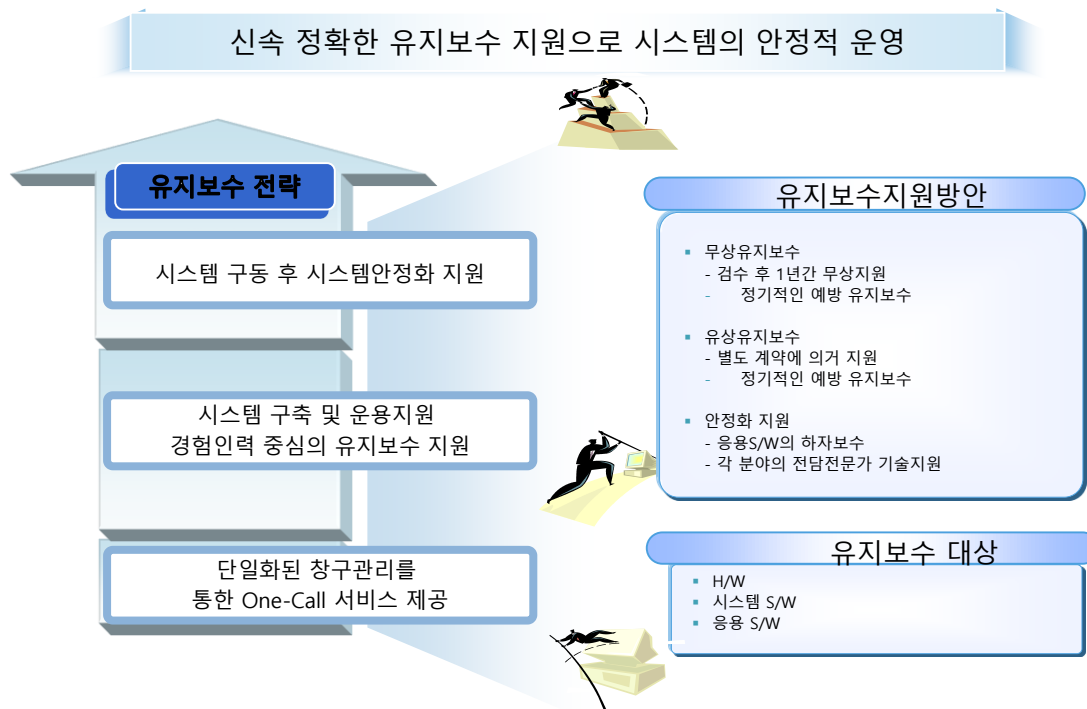 신속 정확한 유지보수 지원으로 시스템의 안정적 운영
유지보수 전략
시스템 구동 후 시스템안정화 지원
시스템 구축 및 운용지원
경험인력 중심의 유지보수 지원
단일화된 창구관리를
통한 One-Call 서비스 제공
유지보수지원방안
▪ 무상유지보수
- 검수 후 1년간 무상지원
- 정기적인 예방 유지보수
▪ 유상유지보수
- 별도 계약에 의거 지원
- 정기적인 예방 유지보수
▪ 안정화 지원
- 응용S/W의 하자보수
- 각 분야의 전담전문가 기술지원
유지보수 대상
▪ H/W
▪ 시스템 S/W
▪ 응용 S/W